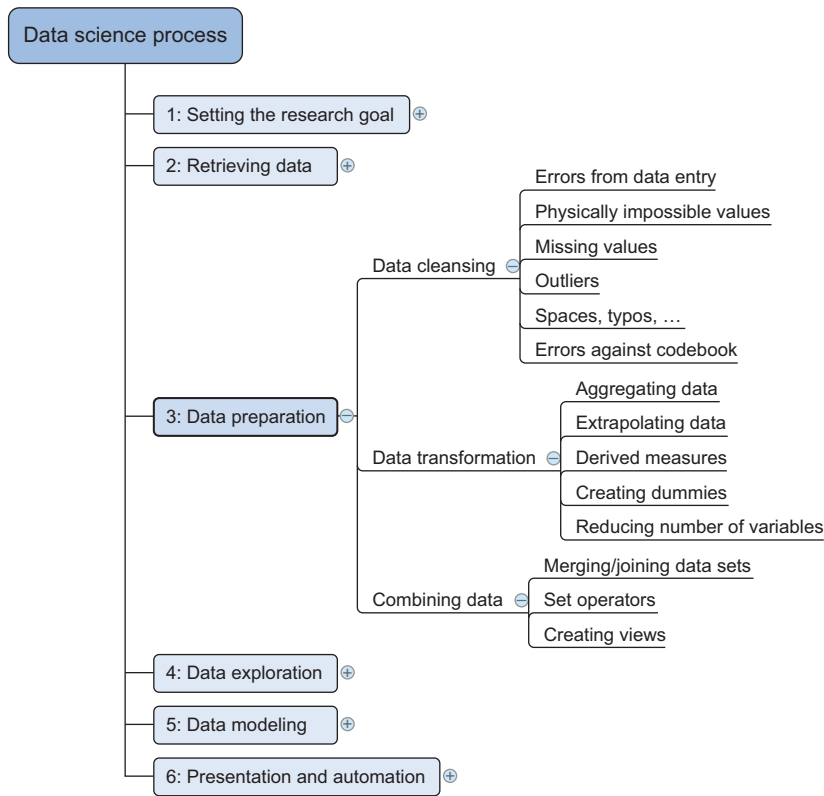 Data science process
1: Setting the research goal
2: Retrieving data
3: Data preparation
Data cleansing
Errors from data entry
Physically impossible values
Missing values
Outliers
Spaces, typos, …
Errors against codebook
Data transformation
Aggregating data
Extrapolating data
Derived measures
Creating dummies
Reducing number of variables
Combining data
Merging/joining data sets
Set operators
Creating views
4: Data exploration
5: Data modeling
6: Presentation and automation